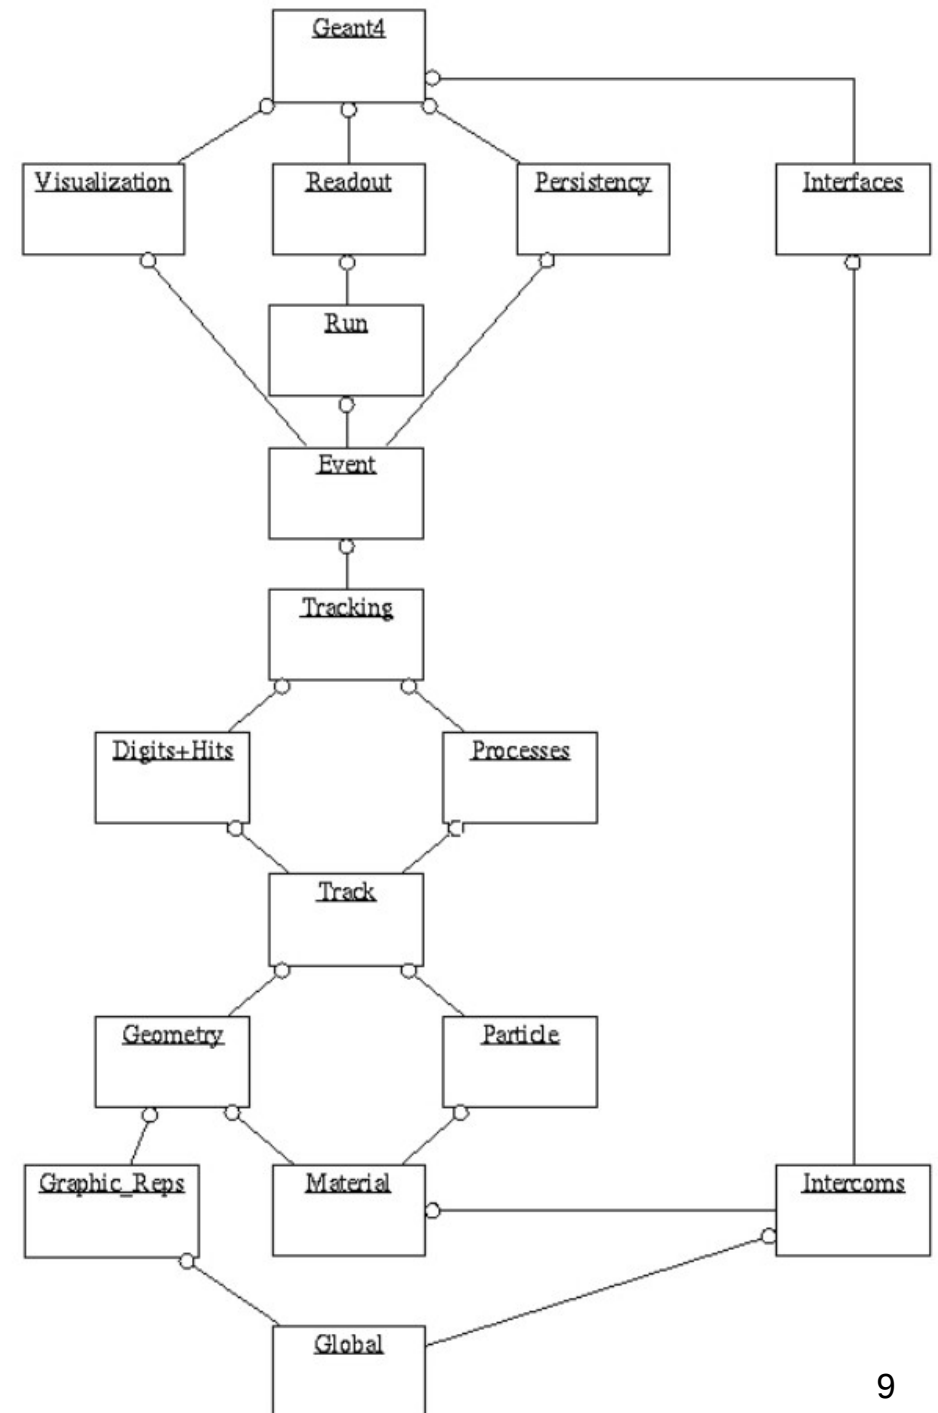 Geant4
Visualization
Readout
Persistency
Interfaces
Run
Event
Tracking
Digits+Hits
Processes
Track
Geometry
Particle
Graphic_Reps
Material
Intercoms
Global
9